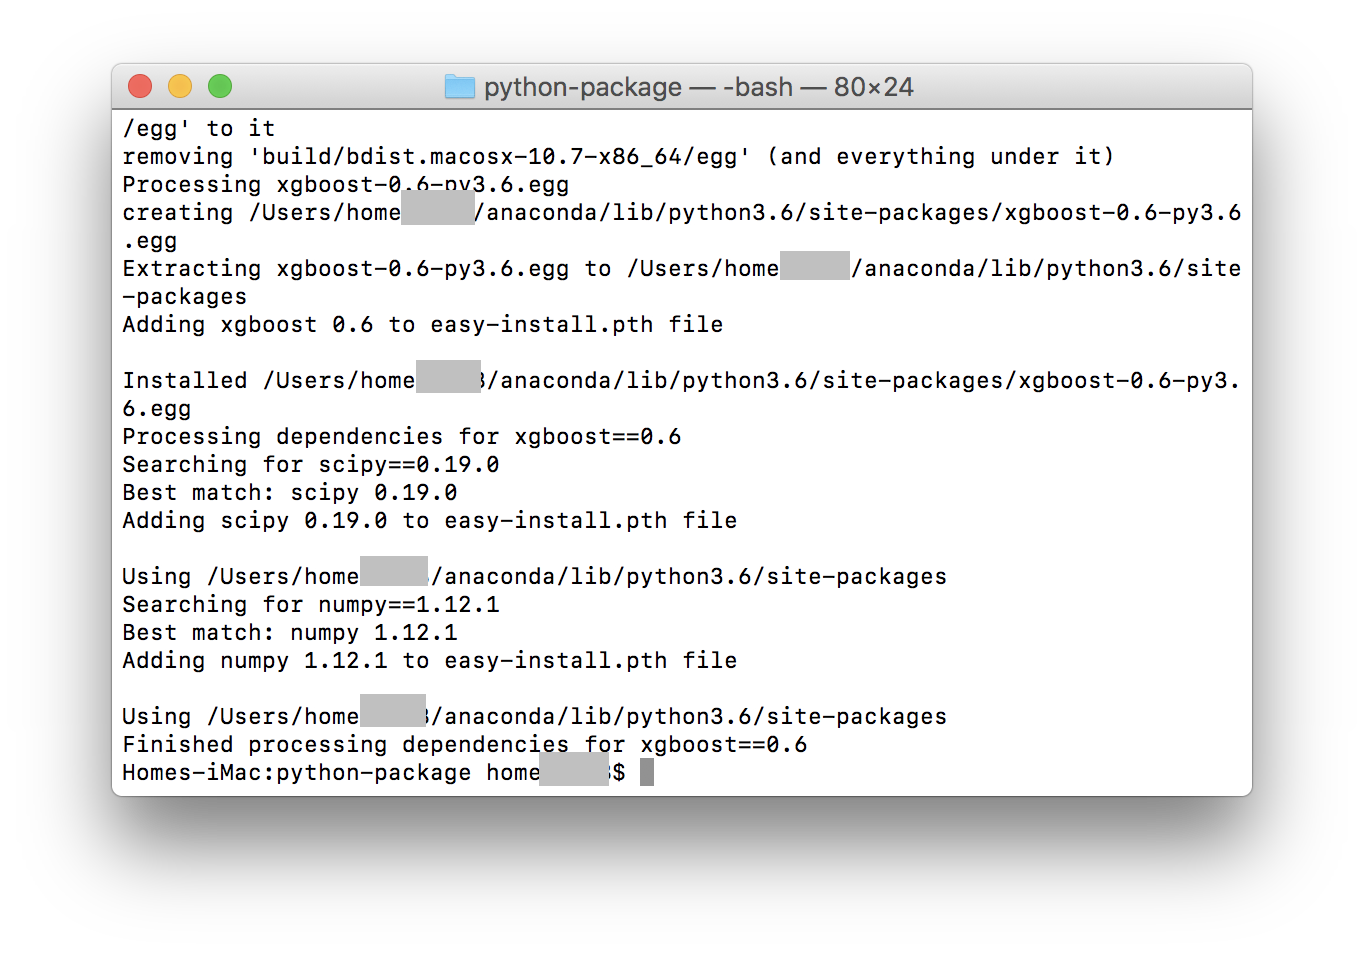 python-package — -bash — 80×24
/egg' to it
removing 'build/bdist.macosx-10.7-x86_64/egg' (and everything under it)
Processing xgboost-0.6-py3.6.egg
creating /Users/home /anaconda/lib/python3.6/site-packages/xgboost-0.6-py3.6
.egg
Extracting xgboost-0.6-py3.6.egg to /Users/home /anaconda/lib/python3.6/site
-packages
Adding xgboost 0.6 to easy-install.pth file
Installed /Users/home /anaconda/lib/python3.6/site-packages/xgboost-0.6-py3.
6.egg
Processing dependencies for xgboost==0.6
Searching for scipy==0.19.0
Best match: scipy 0.19.0
Adding scipy 0.19.0 to easy-install.pth file
Using /Users/home /anaconda/lib/python3.6/site-packages
Searching for numpy==1.12.1
Best match: numpy 1.12.1
Adding numpy 1.12.1 to easy-install.pth file
Using /Users/home /anaconda/lib/python3.6/site-packages
Finished processing dependencies for xgboost==0.6
Homes-iMac:python-package home $